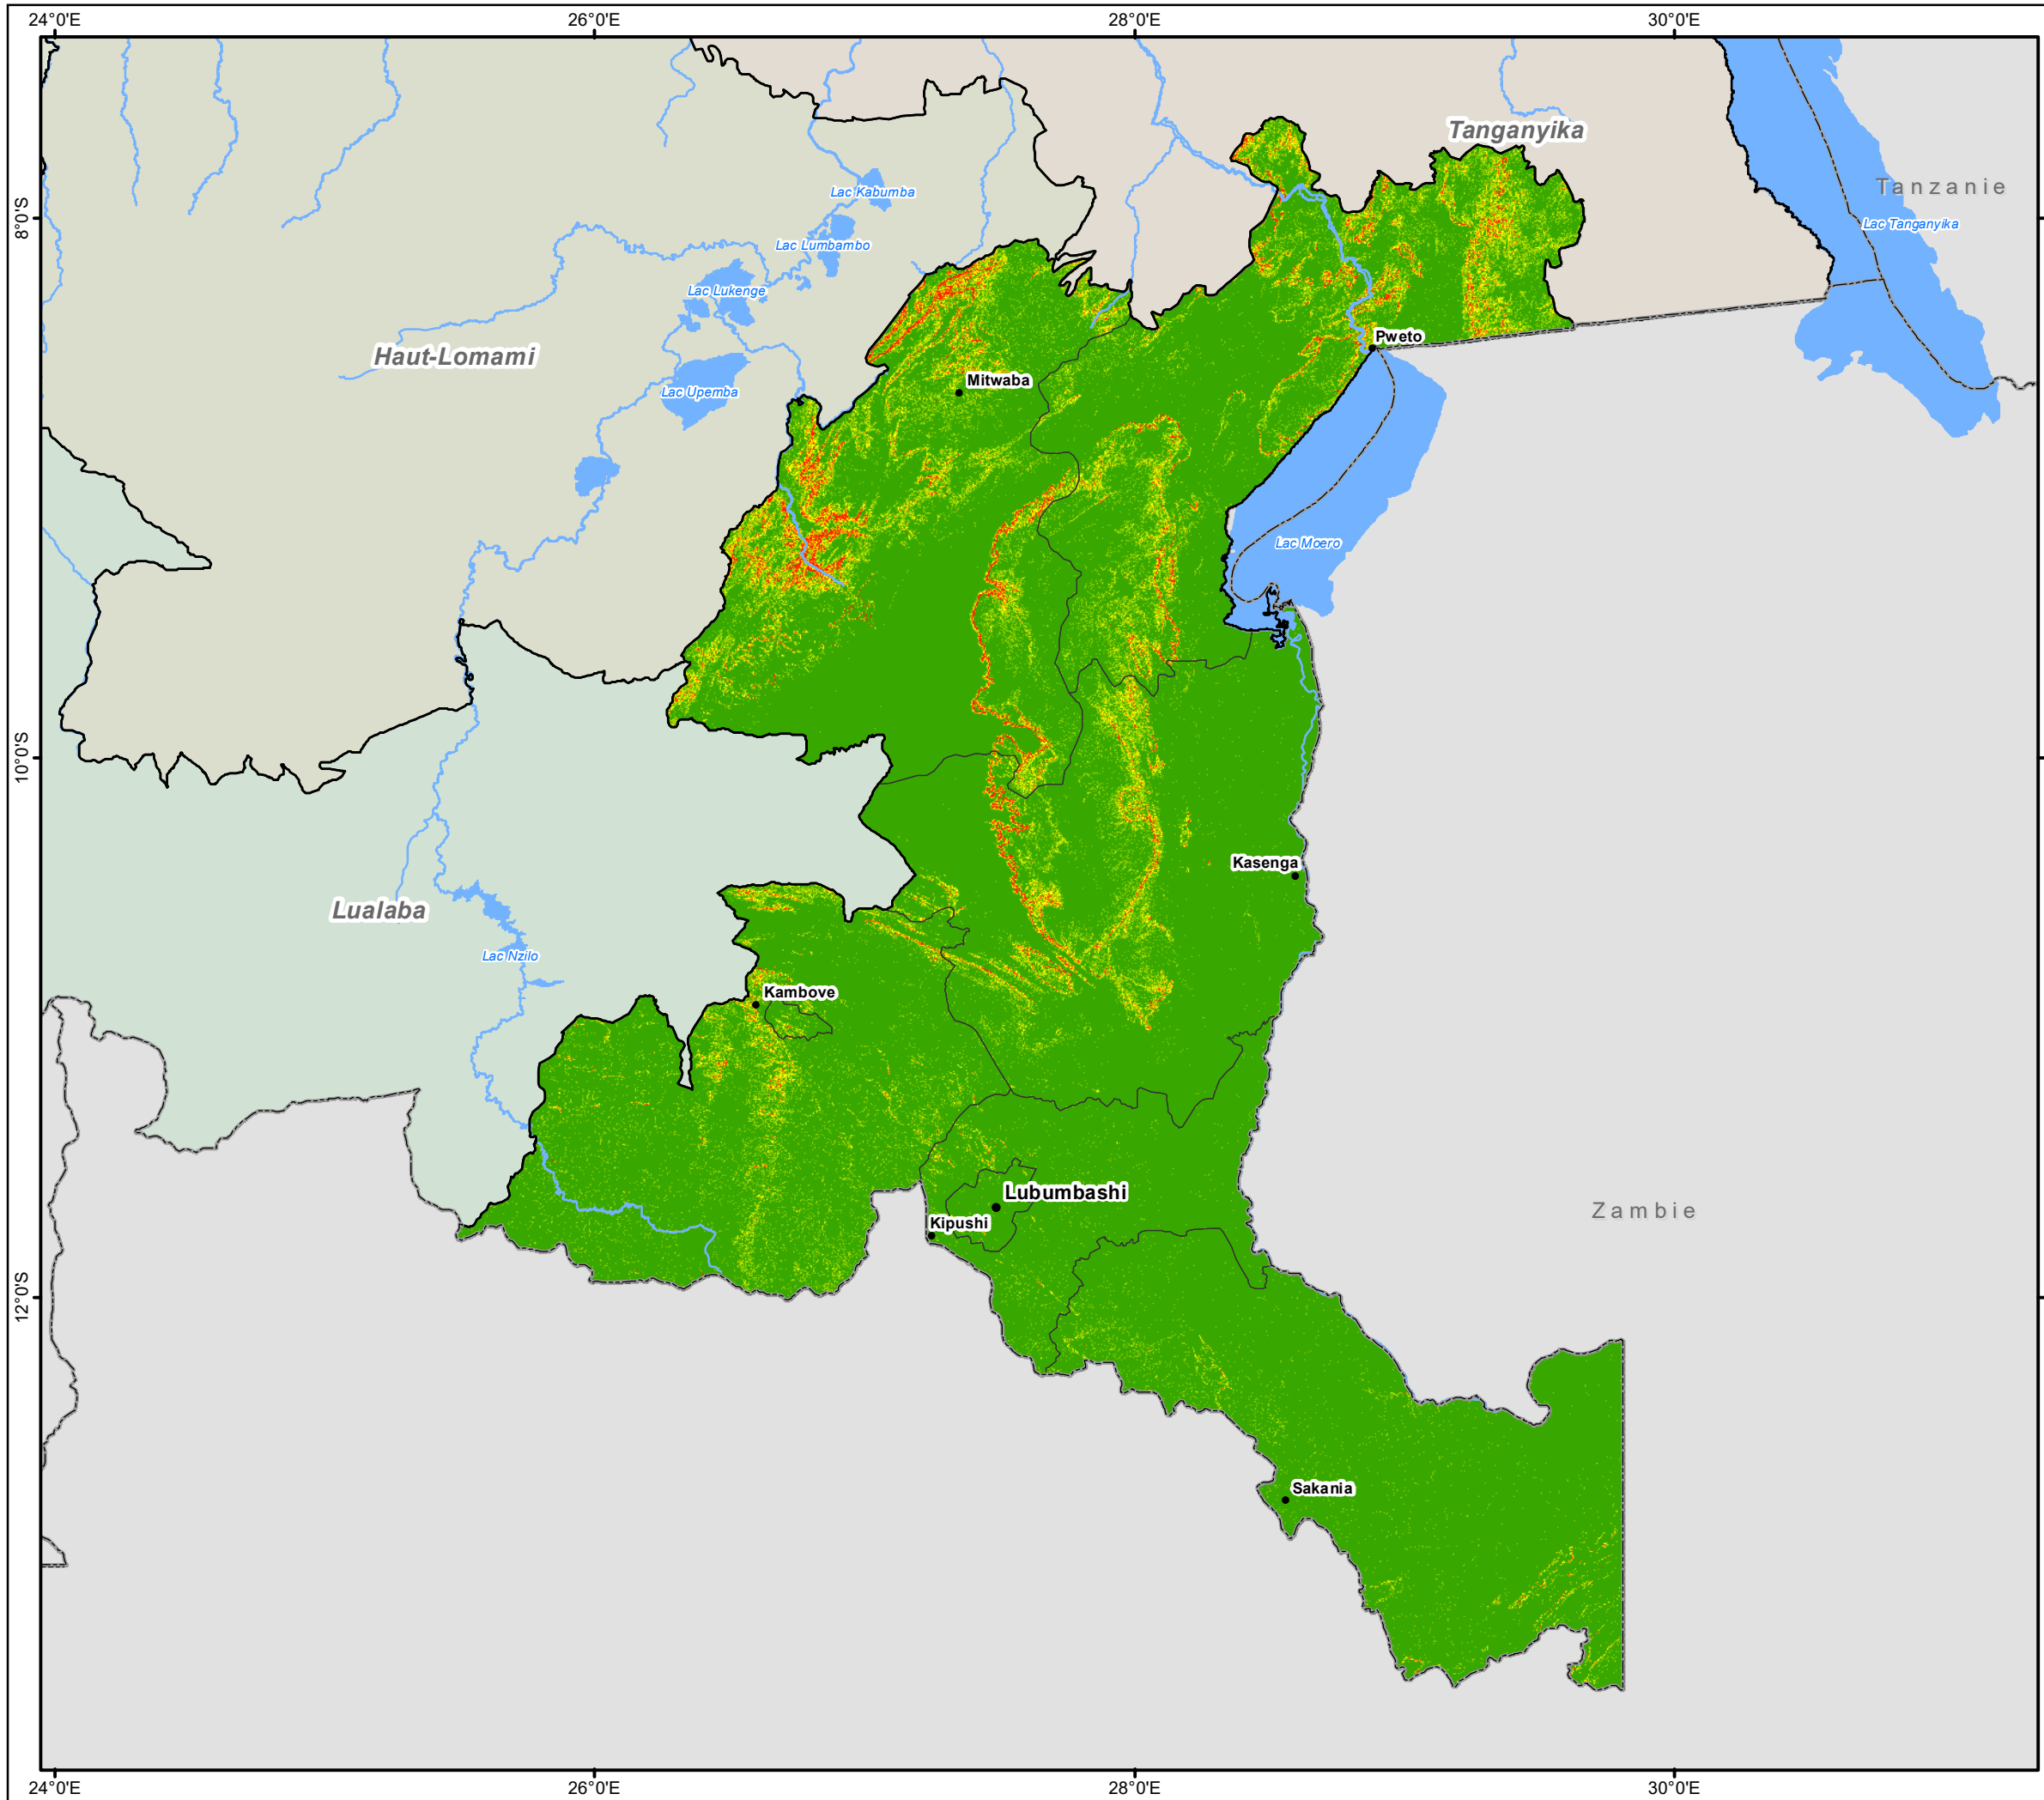 24°0'E
26°0'E
28°0'E
30°0'E
Tanganyika
Tanzanie
Lac Kabumba
8°0'S
Lac Tanganyika
Lac Lumbambo
Lac Lukenge
Pweto
Haut-Lomami
Mitwaba
Lac Upemba
Lac Moero
10°0'S
Kasenga
Lualaba
Lac Nzilo
Kambove
Lubumbashi
Zambie
Kipushi
12°0'S
Sakania
24°0'E
26°0'E
28°0'E
30°0'E